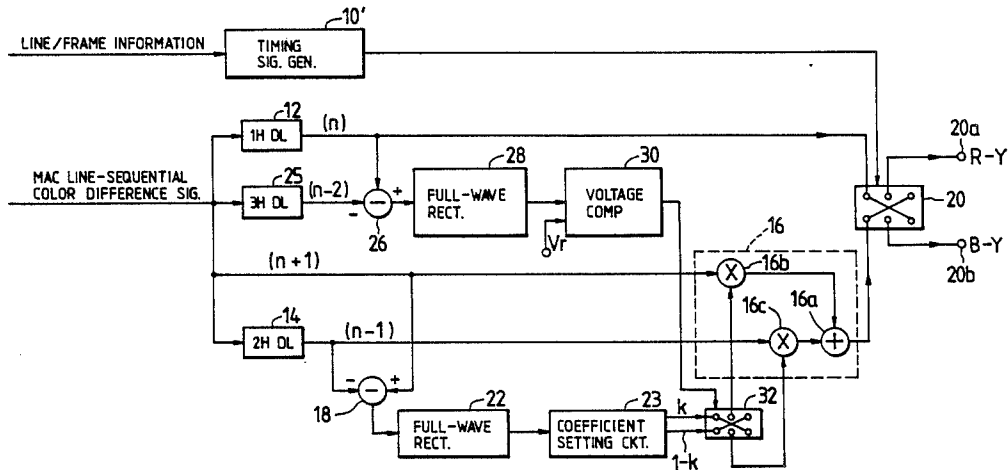 10'
LINE/FRAME INFORMATION
TIMING
SIG. GEN.
12
1H DL
(n)
20a
R-Y
28
30
MAC LINE-SEQUENTIAL
COLOR DIFFERENCE SIG.
25
3H DL
(n-2)
-
+
26
FULL-WAVE
RECT.
VOLTAGE
COMP
Vr
20
B-Y
20b
16
(n+1)
X
16b
14
2H DL
(n-1)
16c
X
16a
+
-
+
18
22
FULL-WAVE
RECT.
23
COEFFICIENT
SETTING CKT.
k
1-k
32